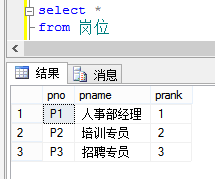 select *
from 岗位
结果 消息
pno pname prank
1 P1 人事部经理 1
2 P2 培训专员 2
3 P3 招聘专员 3